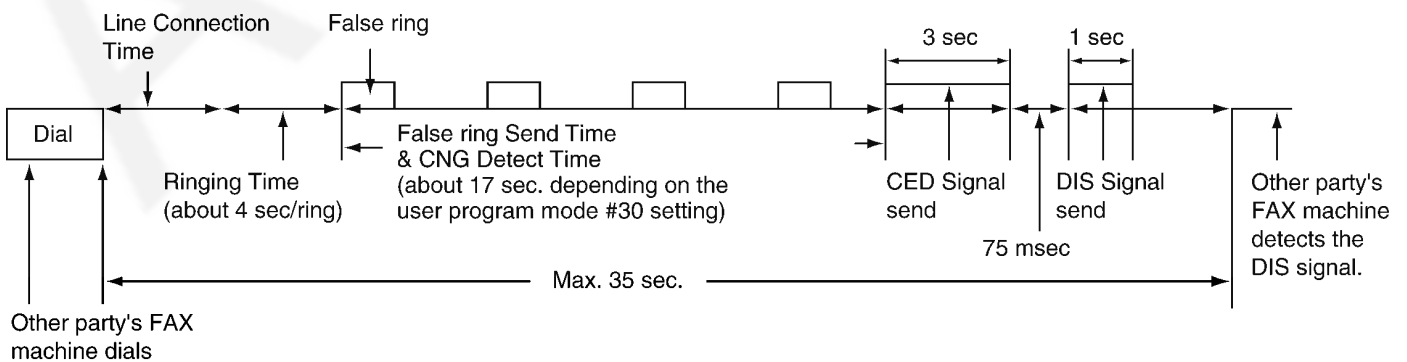 Line Connection
Time
False ring
3 sec
1 sec
Dial
False ring Send Time
& CNG Detect Time
(about 17 sec. depending on the
user program mode #30 setting)
Ringing Time
(about 4 sec/ring)
CED Signal
send
DIS Signal
send
Other party's
FAX machine
detects the
DIS signal.
75 msec
Max. 35 sec.
Other party's FAX
machine dials